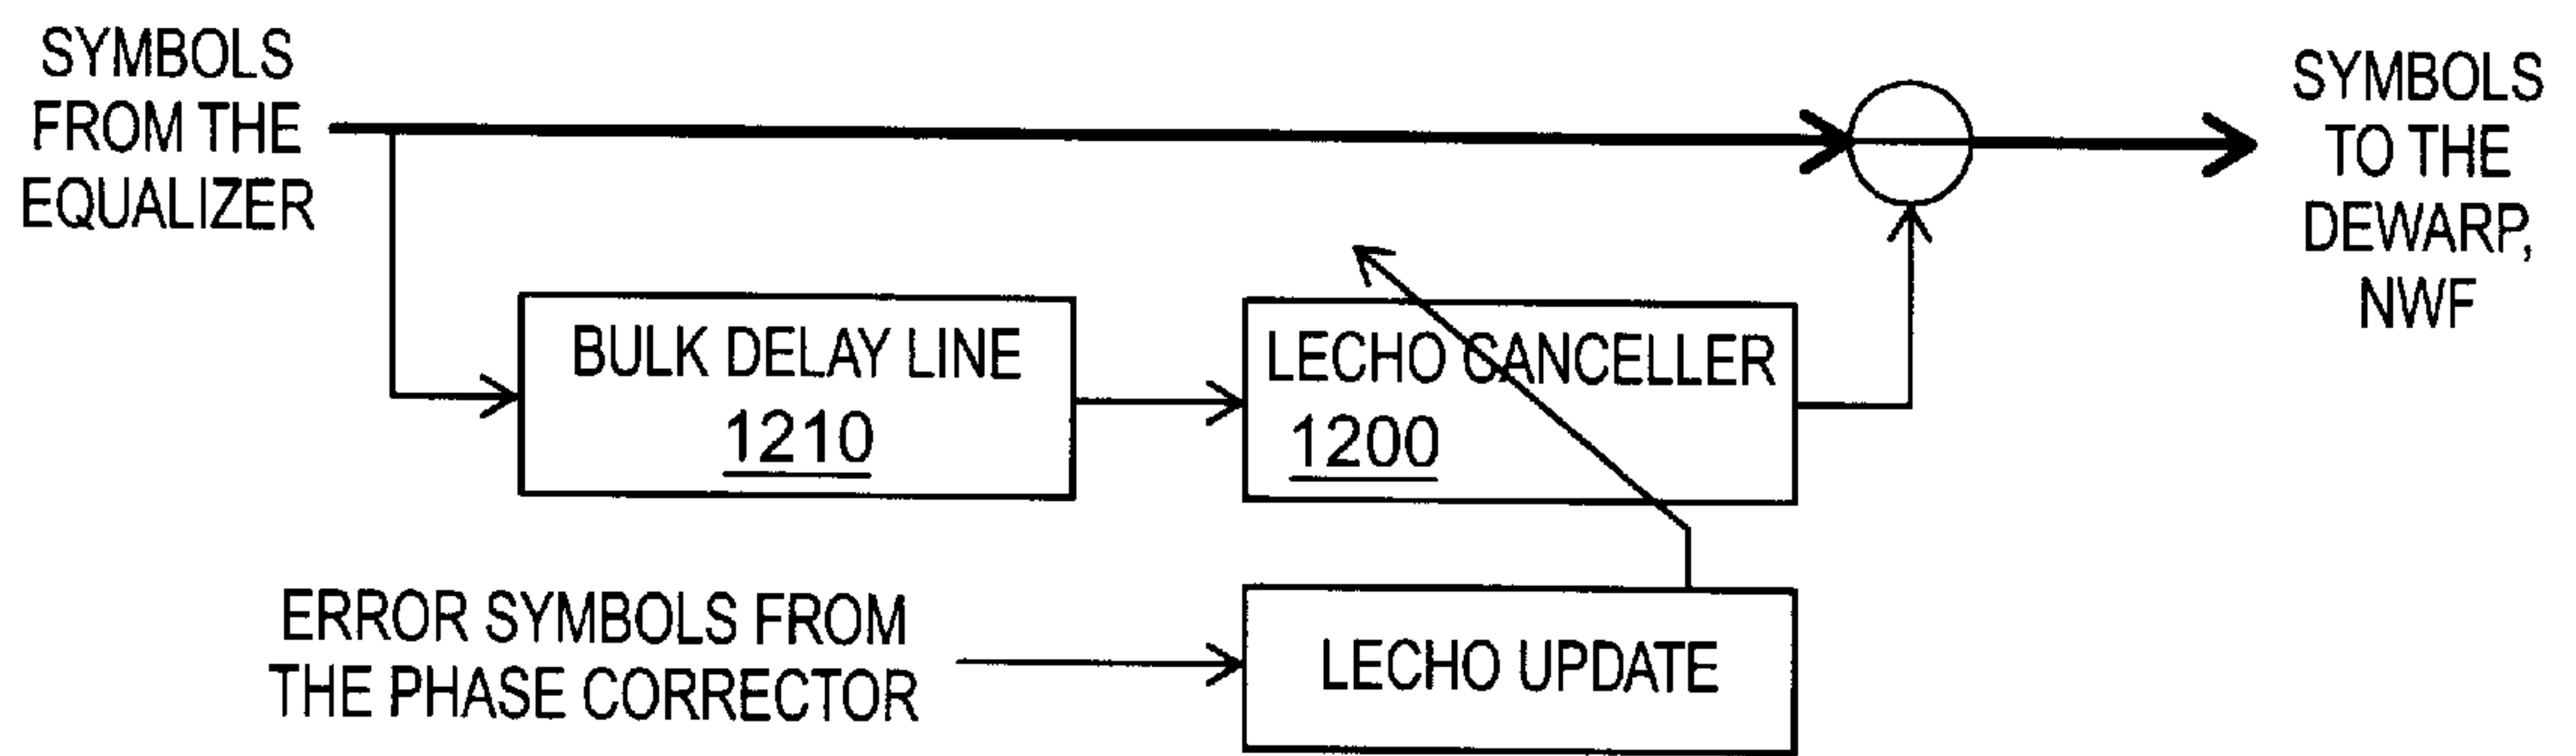 SYMBOLS
FROM THE
EQUALIZER
SYMBOLS
TO THE
DEWARP,
NWF
BULK DELAY LINE
1210
LECHO CANCELLER
1200
ERROR SYMBOLS FROM
THE PHASE CORRECTOR
LECHO UPDATE